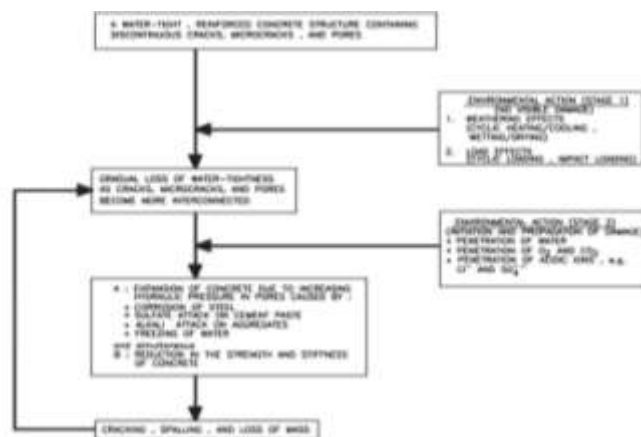 A WATER-TIGHT, REINFORCED CONCRETE STRUCTURE CONTAINING
DISCONTINUOUS CRACKS, MICROCRACKS, AND PORES
ENVIRONMENTAL ACTION (STAGE 1)
(NO VISIBLE DAMAGE)
1. WEATHERING EFFECTS
(CYCLIC HEATING/COOLING,
WETTING/DRYING)
2. LOAD EFFECTS
(CYCLIC LOADING, IMPACT LOADING)
GRADUAL LOSS OF WATER-TIGHTNESS
AS CRACKS, MICROCRACKS, AND PORES
BECOME MORE INTERCONNECTED
ENVIRONMENTAL ACTION (STAGE 2)
(INITIATION AND PROPAGATION OF DAMAGE)
PENETRATION OF WATER
PENETRATION OF O₂ AND CO₂
PENETRATION OF ACIDIC IONS, e.g.
Cl⁻ AND SO₄⁻⁻
A : EXPANSION OF CONCRETE DUE TO INCREASING
HYDRAULIC PRESSURE IN PORES CAUSED BY :
CORROSION OF STEEL
SULFATE ATTACK ON CEMENT PASTE
ALKALI ATTACK ON AGGREGATES
FREEZING OF WATER
and simultaneous
B : REDUCTION IN THE STRENGTH AND STIFFNESS
OF CONCRETE
CRACKING, SPALLING, AND LOSS OF MASS